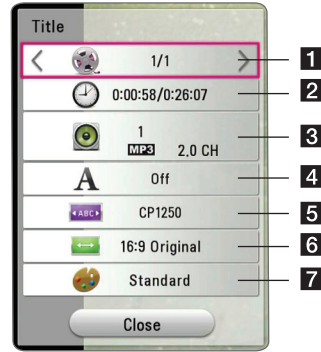 Title
1/1 1
0:00:58/0:26:07 2
1
MP3 2,0 CH 3
A Off 4
ABC CP1250 5
16:9 Original 6
Standard 7
Close